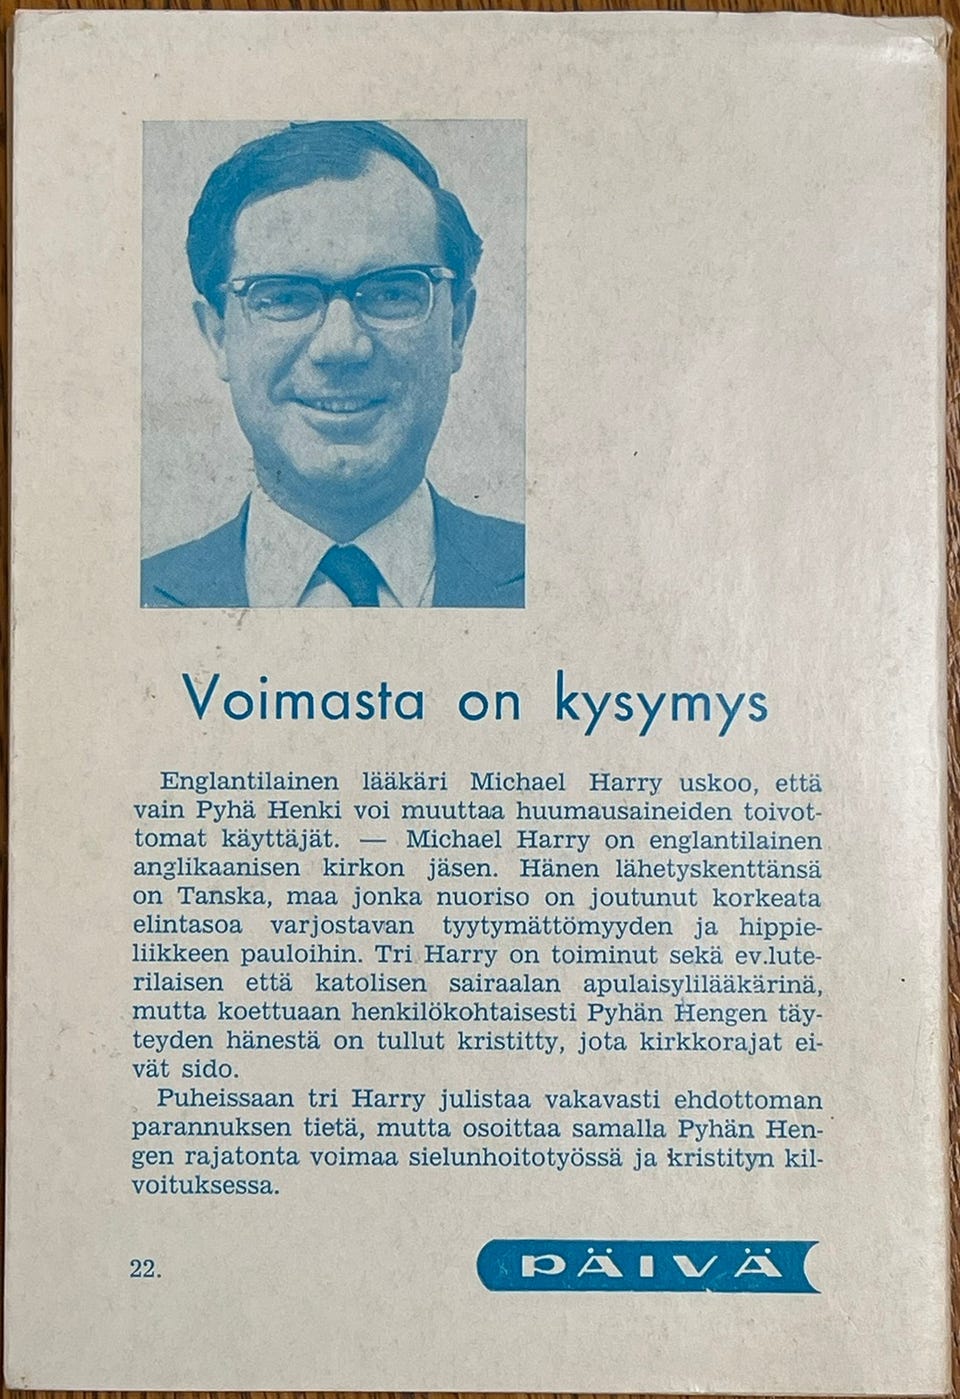 Voimasta on kysymys
Englantilainen lääkäri Michael Harry uskoo, että
vain Pyhä Henki voi muuttaa huumausaineiden toivot-
tomat käyttäjät. — Michael Harry on englantilainen
anglikaanisen kirkon jäsen. Hänen lähetyskenttänsä
on Tanska, maa jonka nuoriso on joutunut korkeata
elintasoa varjostavan tyytymättömyyden ja hippie-
liikkeen pauloihin. Tri Harry on toiminut sekä ev.lute-
rilaisen että katolisen sairaalan apulaisylilääkärinä,
mutta koettuaan henkilökohtaisesti Pyhän Hengen täy-
teyden hänestä on tullut kristitty, jota kirkkorajat ei-
vät sido.
Puheissaan tri Harry julistaa vakavasti ehdottoman
parannuksen tietä, mutta osoittaa samalla Pyhän Hen-
gen rajatonta voimaa sielunhoitotyössä ja kristityn kil-
voituksessa.
22.
PÄIVÄ